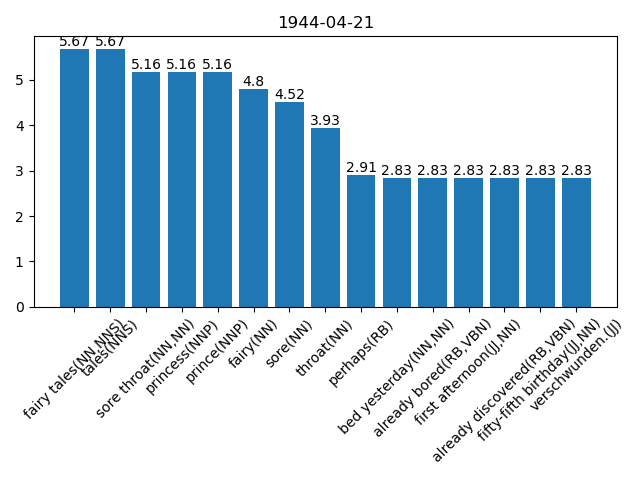 1944-04-21
5.67
5.67
5.16
5.16
5.16
4.8
4.52
3.93
2.91
2.83
2.83
2.83
2.83
2.83
2.83
5
4
3
2
1
0
fairy tales(NN,NNS)
tales(NNS)
sore throat(NN,NN)
princess(NNP)
prince(NNP)
fairy(NN)
sore(NN)
throat(NN)
perhaps(RB)
bed yesterday(NN,NN)
already bored(RB,VBN)
first afternoon(JJ,NN)
already discovered(RB,VBN)
fifty-fifth birthday(JJ,NN)
verschwunden.(JJ)